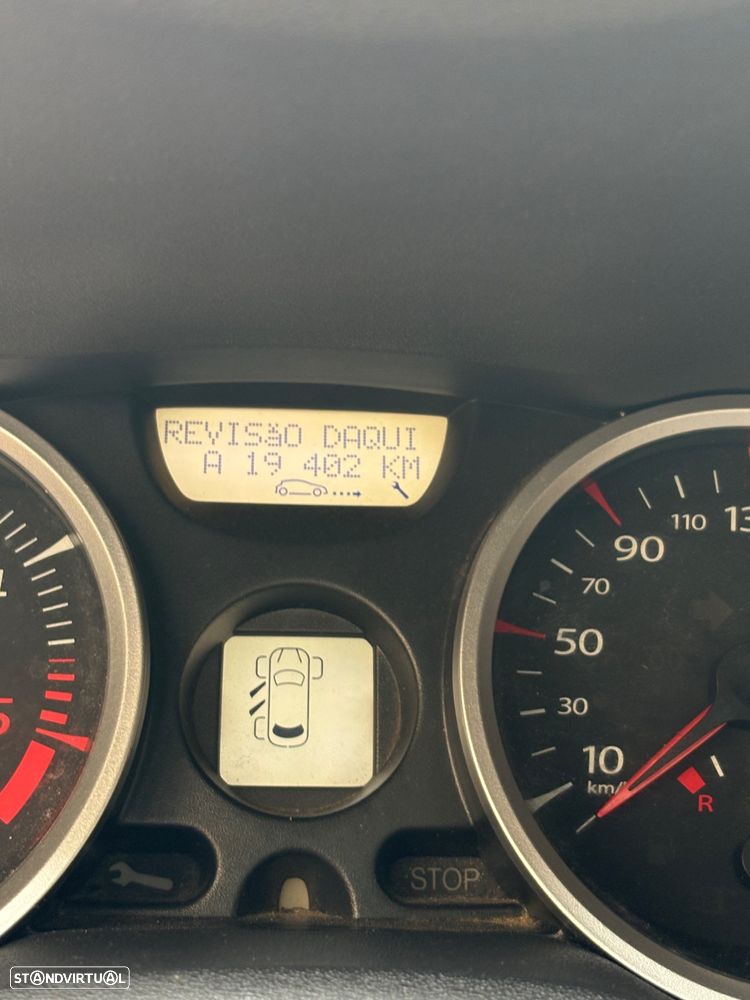 REVISÃO DAQUI
A 19 402 KM
90
110
70
50
30
10
km/h
R
STOP
STANDVIRTUAL